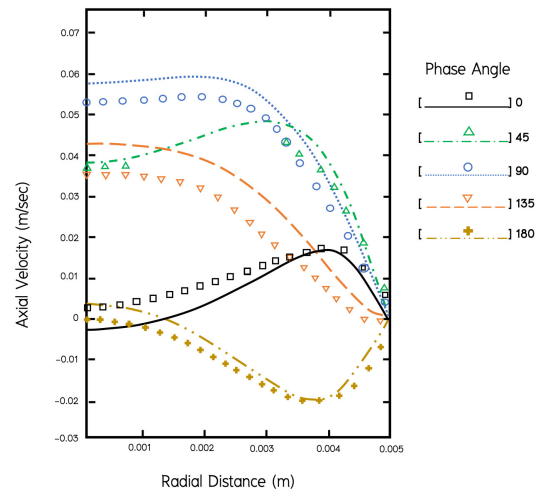 0.07
0.06
0.05
0.04
0.03
0.02
0.01
0
-0.01
-0.02
-0.03
Axial Velocity (m/sec)
0.001
0.002
0.003
0.004
0.005
Radial Distance (m)
Phase Angle
[ ] 0
[ ] 45
[ ] 90
[ ] 135
[ ] 180